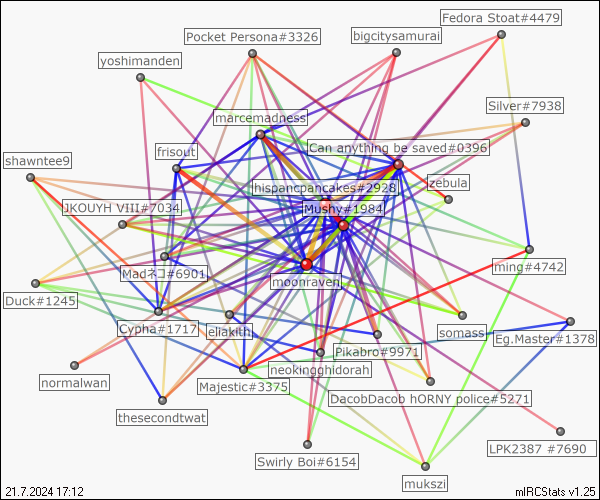 Fedora Stoat#4479
Pocket Persona#3326
bigcitysamurai
yoshimanden
Silver#7938
marcemadness
Can anything be saved#0396
frisout
shawntee9
hispancpancakes#2928
zebula
JKOUYH VIII#7034
Mushy#1984
Madネコ#6901
moonraven
ming#4742
Duck#1245
Cypha#1717
eliakith
somass
Eg.Master#1378
Pikabro#9971
neokingghidorah
normalwan
Majestic#3375
DacobDacob hORNY police#5271
thesecondtwat
LPK2387 #7690
Swirly Boi#6154
mukszi
21.7.2024 17:12
mIRCStats v1.25